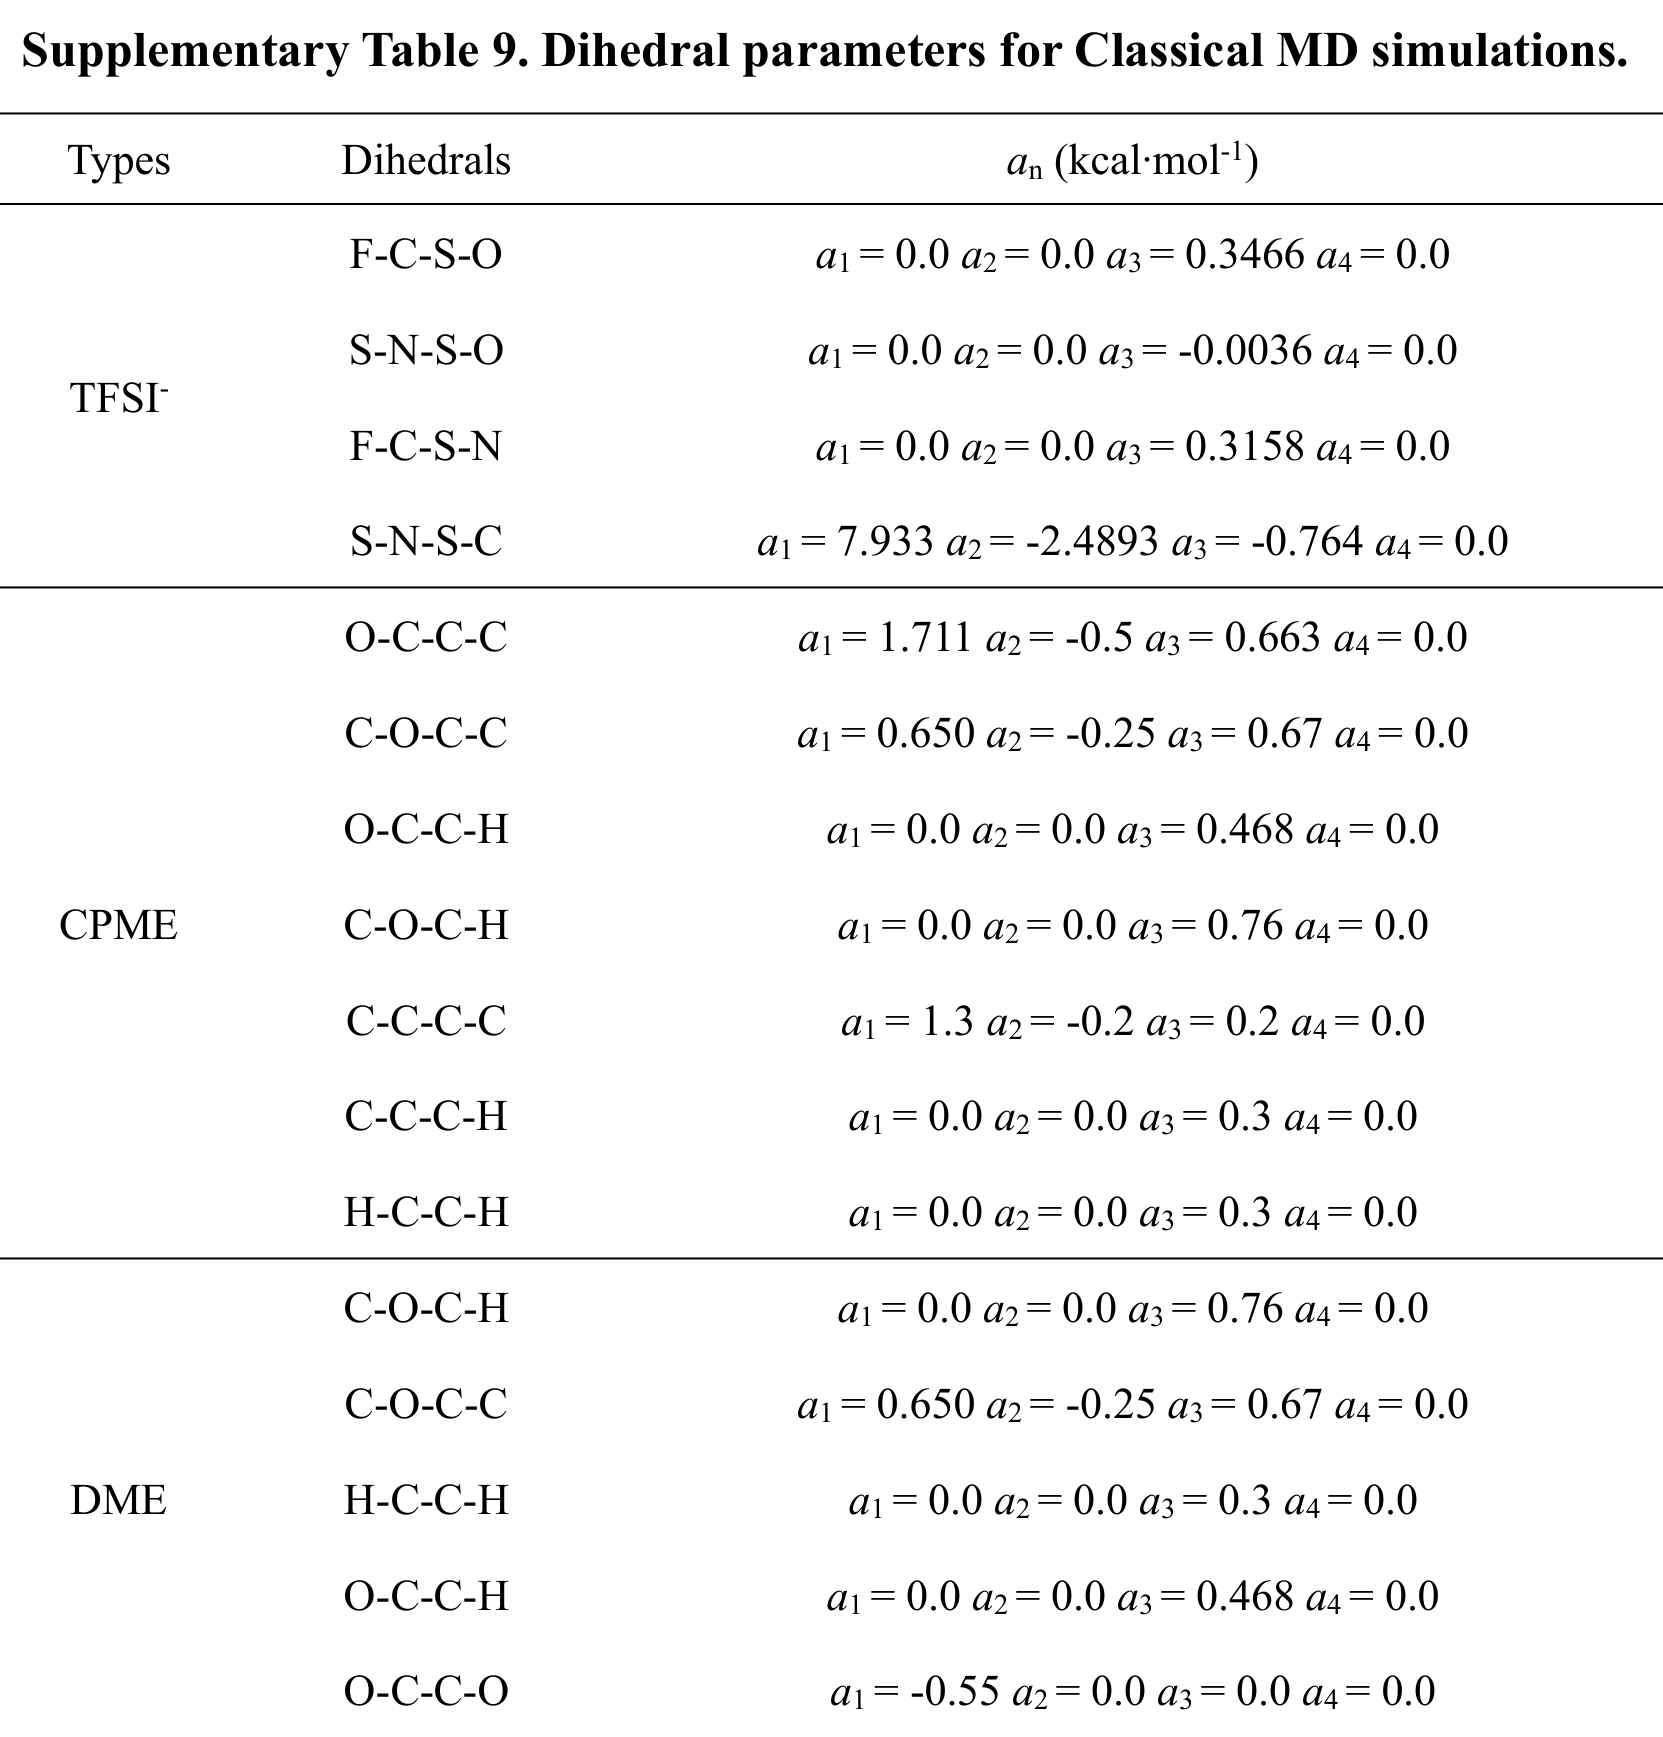 Supplementary Table 9. Dihedral parameters for Classical MD simulations.
Types Dihedrals aₙ (kcal·mol⁻¹)
F-C-S-O a₁ = 0.0 a₂ = 0.0 a₃ = 0.3466 a₄ = 0.0
S-N-S-O a₁ = 0.0 a₂ = 0.0 a₃ = -0.0036 a₄ = 0.0
TFSI⁻
F-C-S-N a₁ = 0.0 a₂ = 0.0 a₃ = 0.3158 a₄ = 0.0
S-N-S-C a₁ = 7.933 a₂ = -2.4893 a₃ = -0.764 a₄ = 0.0
O-C-C-C a₁ = 1.711 a₂ = -0.5 a₃ = 0.663 a₄ = 0.0
C-O-C-C a₁ = 0.650 a₂ = -0.25 a₃ = 0.67 a₄ = 0.0
O-C-C-H a₁ = 0.0 a₂ = 0.0 a₃ = 0.468 a₄ = 0.0
CPME C-O-C-H a₁ = 0.0 a₂ = 0.0 a₃ = 0.76 a₄ = 0.0
C-C-C-C a₁ = 1.3 a₂ = -0.2 a₃ = 0.2 a₄ = 0.0
C-C-C-H a₁ = 0.0 a₂ = 0.0 a₃ = 0.3 a₄ = 0.0
H-C-C-H a₁ = 0.0 a₂ = 0.0 a₃ = 0.3 a₄ = 0.0
C-O-C-H a₁ = 0.0 a₂ = 0.0 a₃ = 0.76 a₄ = 0.0
C-O-C-C a₁ = 0.650 a₂ = -0.25 a₃ = 0.67 a₄ = 0.0
DME H-C-C-H a₁ = 0.0 a₂ = 0.0 a₃ = 0.3 a₄ = 0.0
O-C-C-H a₁ = 0.0 a₂ = 0.0 a₃ = 0.468 a₄ = 0.0
O-C-C-O a₁ = -0.55 a₂ = 0.0 a₃ = 0.0 a₄ = 0.0